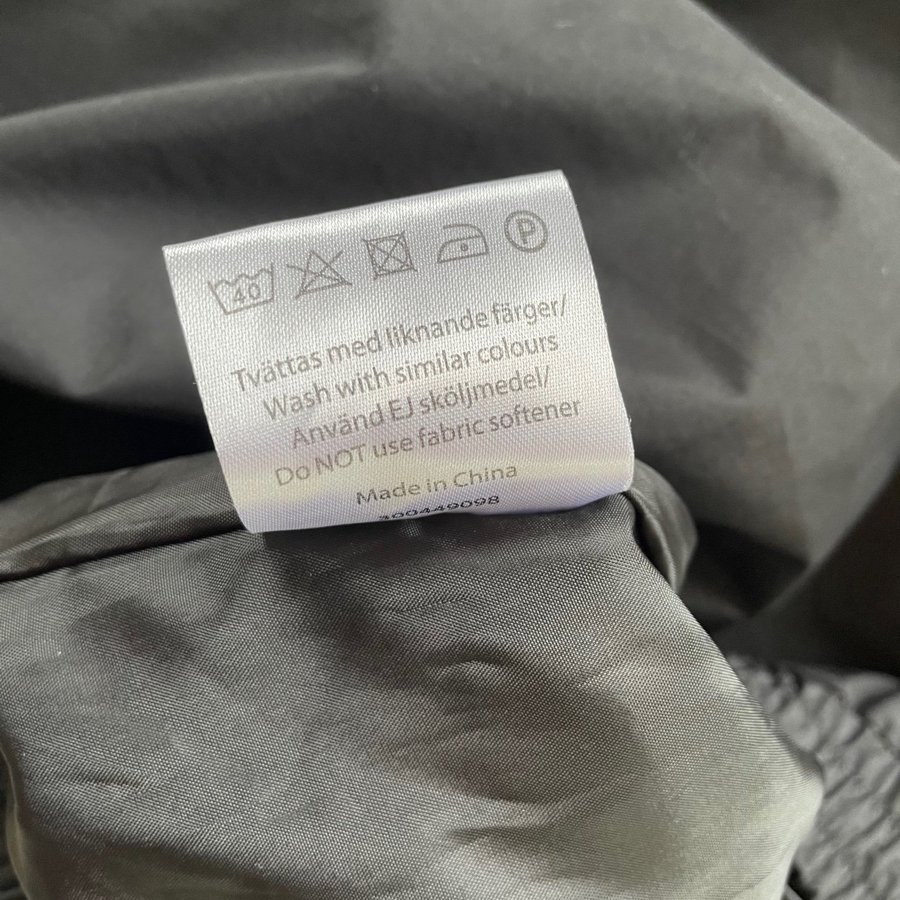 40 P
Tvättas med liknande färger/
Wash with similar colours
Använd EJ sköljmedel/
Do NOT use fabric softener
Made in China